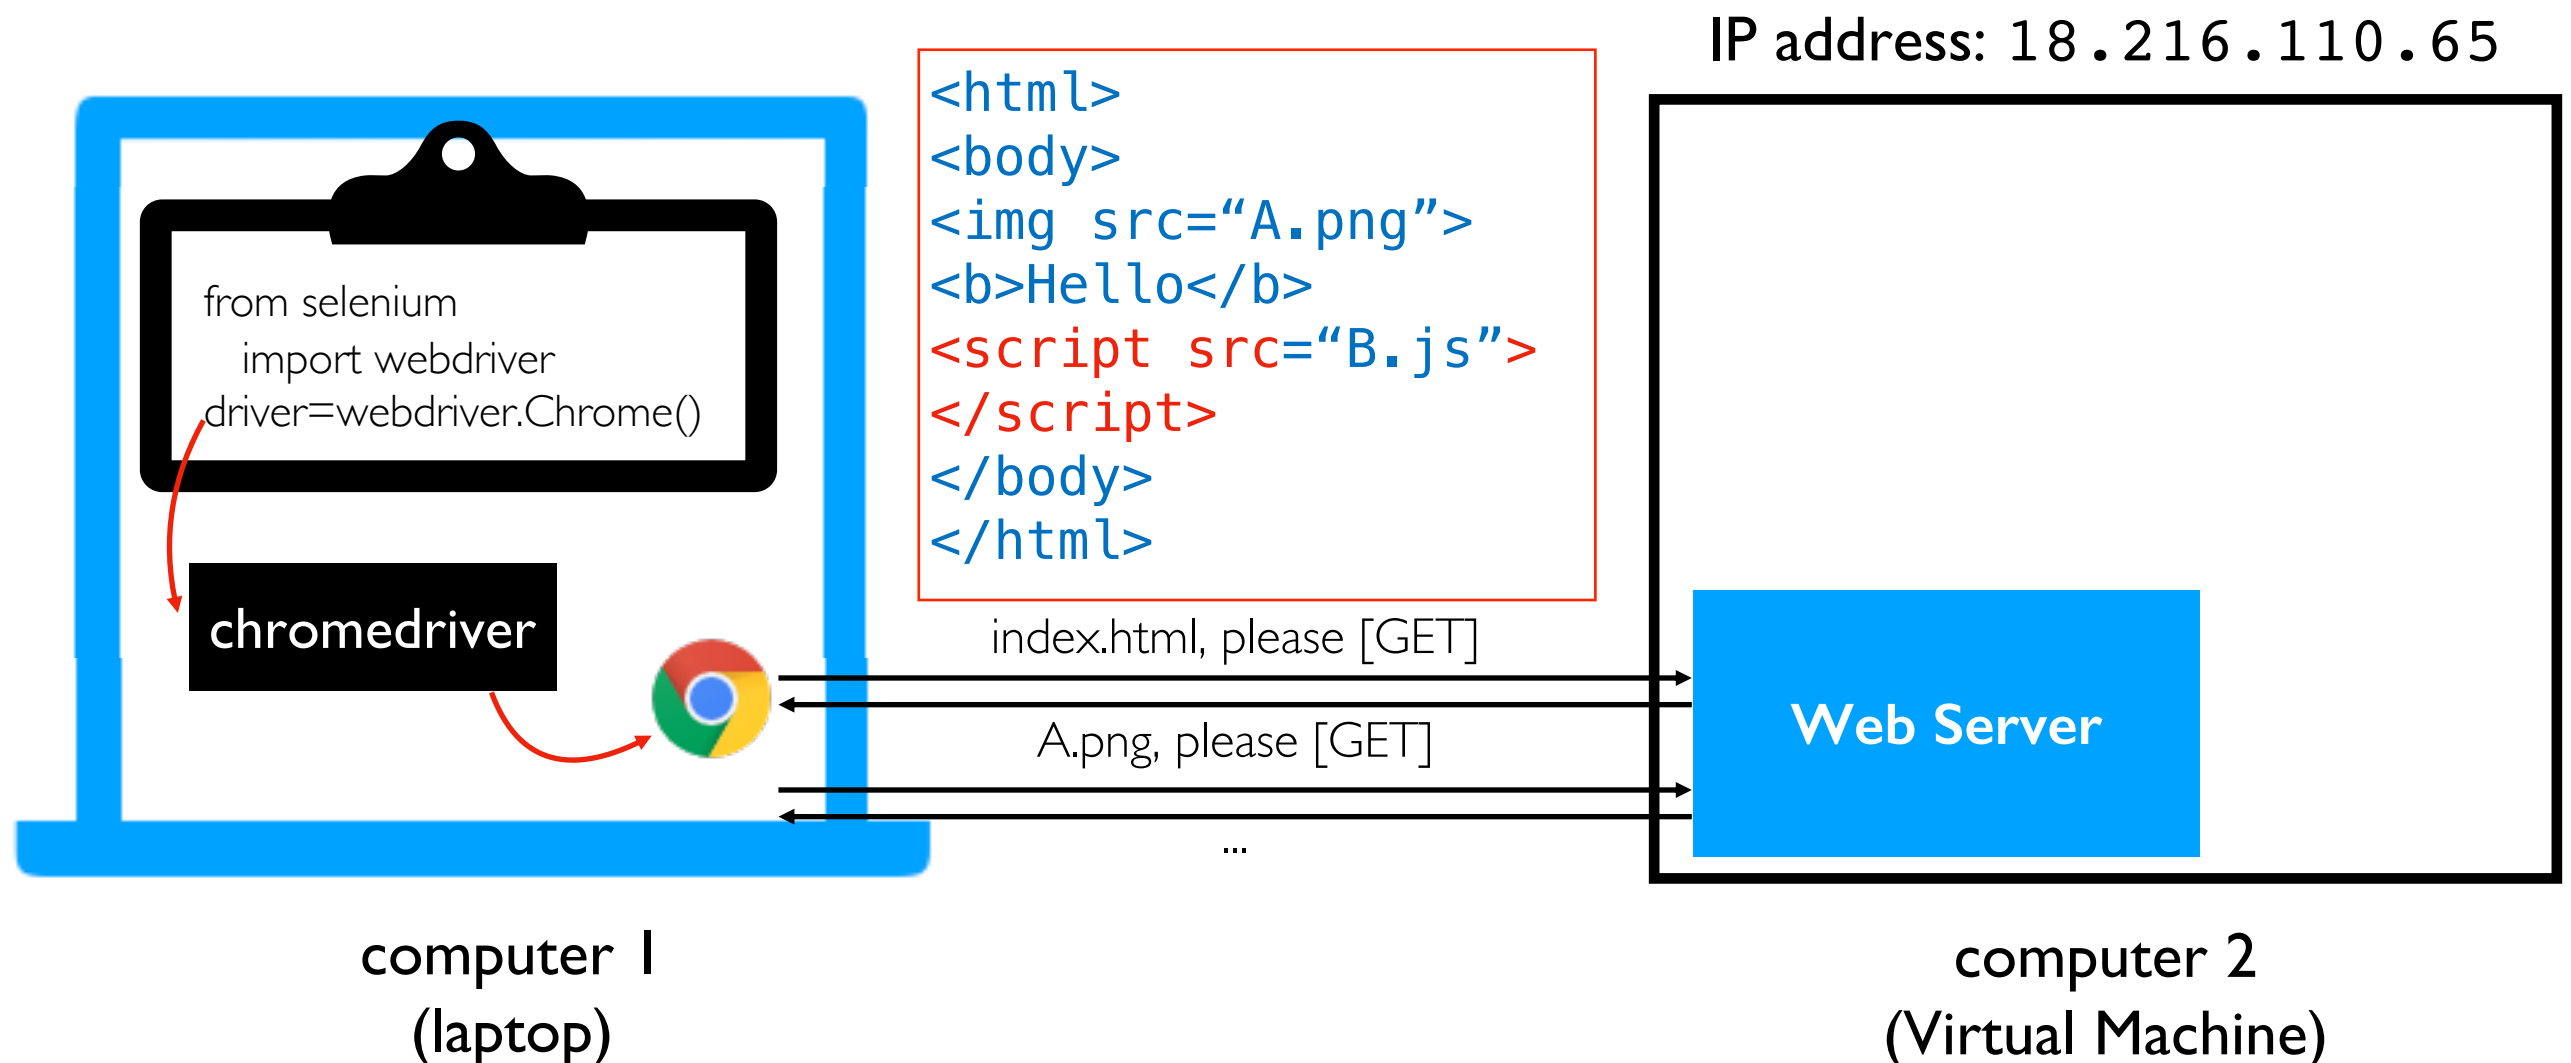 IP address: 18.216.110.65
from selenium
import webdriver
driver=webdriver.Chrome()
chromedriver
<html>
<body>
<img src=“A.png”>
<b>Hello</b>
<script src=“B.js”>
</script>
</body>
</html>
index.html, please [GET]
A.png, please [GET]
...
Web Server
computer 1
(laptop)
computer 2
(Virtual Machine)